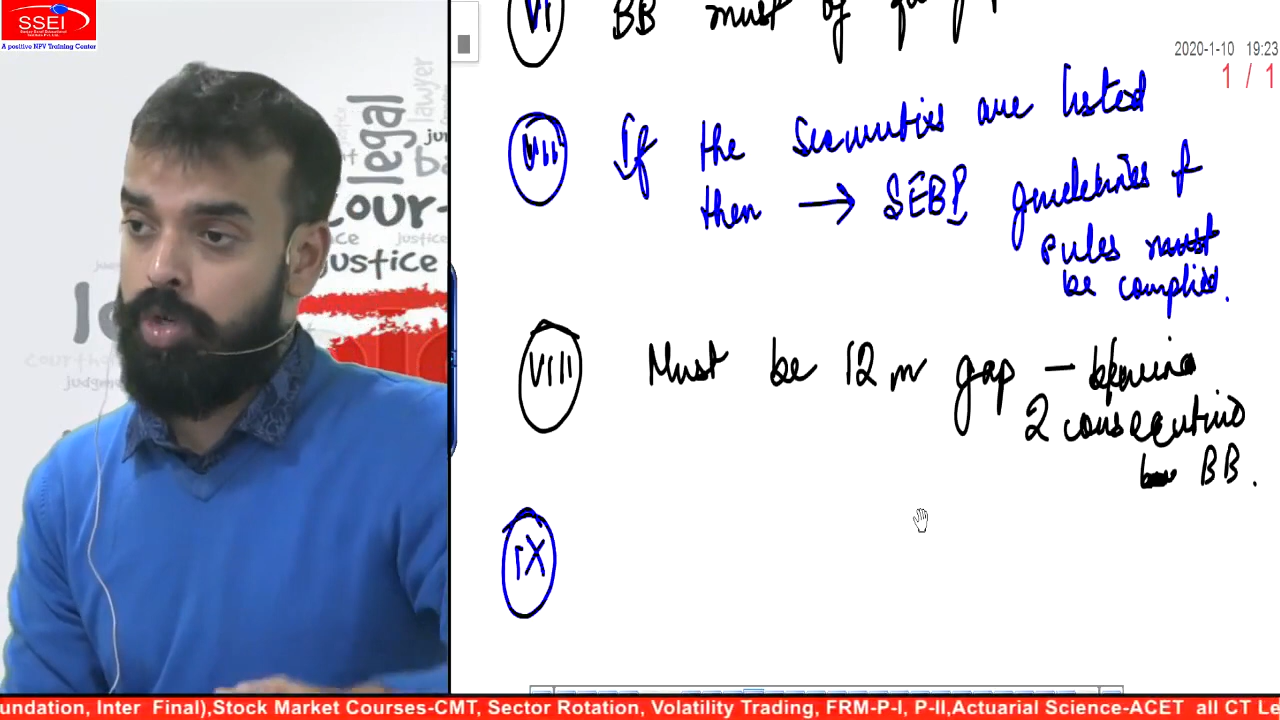 SSEI
A positive NPV Training Center
legal
lawyer
justice
justice
2020-1-10 19:23
1 / 1
VI BB must of
VII If the Securities are listed
then → SEBI guidelines &
rules must
be complied.
VIII Must be 12 m gap -
2 consecutive
BB.
IX
undation, Inter Final),Stock Market Courses-CMT, Sector Rotation, Volatility Trading, FRM-P-I, P-II,Actuarial Science-ACET all CT Le